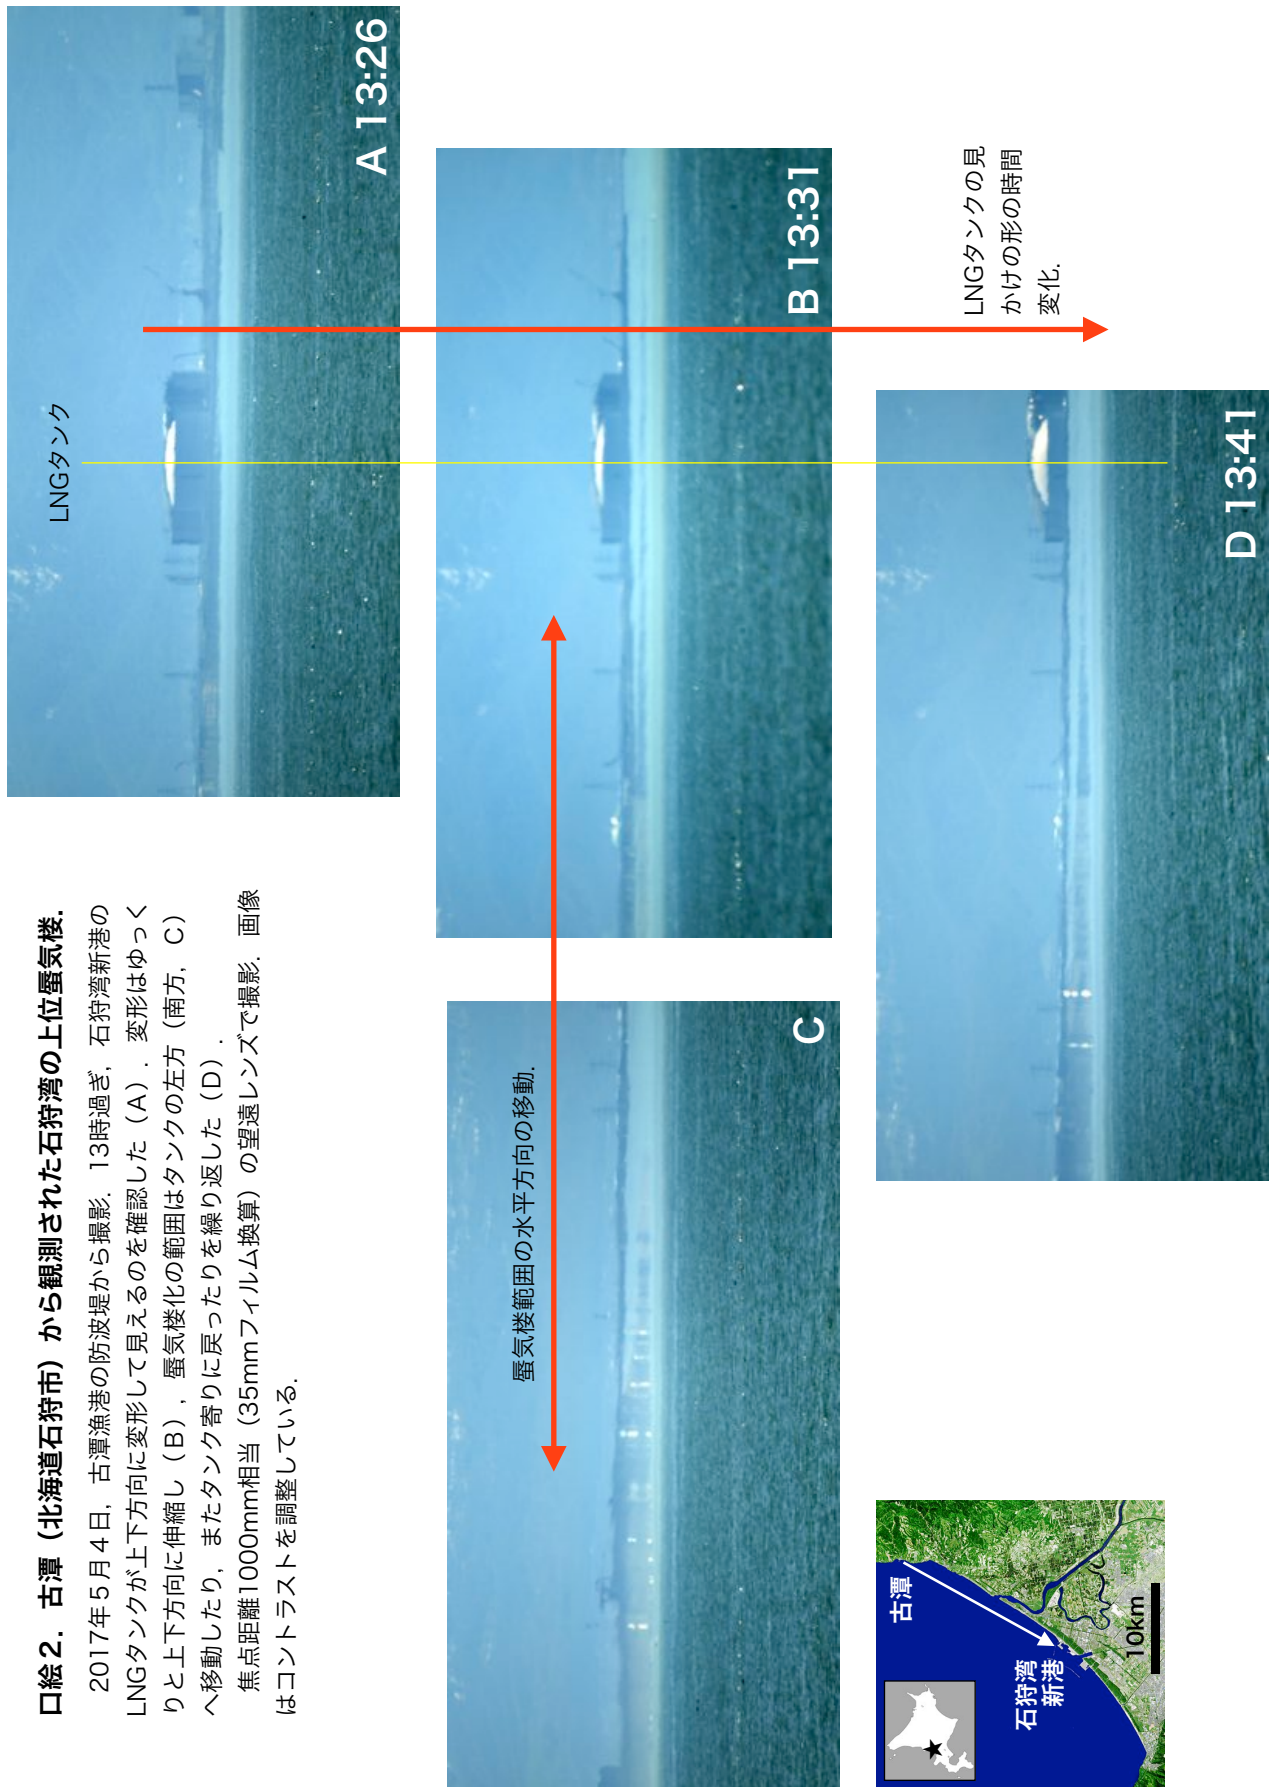 口絵２．古潭（北海道石狩市）から観測された石狩湾の上位蜃気楼．
2017年５月４日，古潭漁港の防波堤から撮影．13時過ぎ，石狩湾新港の
LNGタンクが上下方向に変形して見えるのを確認した（A）．変形はゆっく
りと上下方向に伸縮し（B），蜃気楼化の範囲はタンクの左方（南方，C）
へ移動したり，またタンク寄りに戻ったりを繰り返した（D）．
焦点距離1000mm相当（35mmフィルム換算）の望遠レンズで撮影．画像
はコントラストを調整している．
LNGタンク
A 13:26
蜃気楼範囲の水平方向の移動．
C
B 13:31
LNGタンクの見
かけの形の時間
変化．
D 13:41
古潭
石狩湾
新港
10km